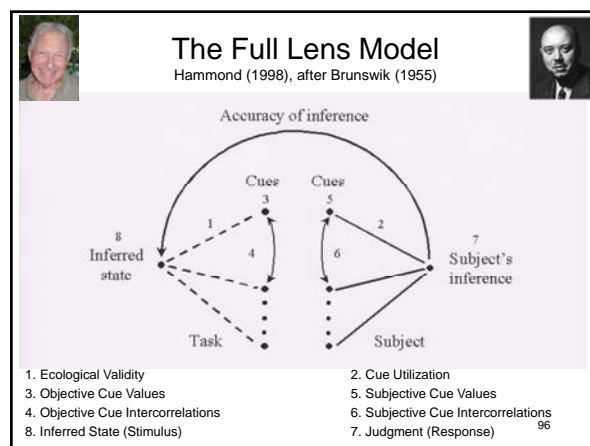 The Full Lens Model
Hammond (1998), after Brunswik (1955)
Accuracy of inference
Cues Cues
3 5
1 2
8 7
Inferred state
4 6
Subject's inference
Task Subject
1. Ecological Validity 2. Cue Utilization
3. Objective Cue Values 5. Subjective Cue Values
4. Objective Cue Intercorrelations 6. Subjective Cue Intercorrelations
8. Inferred State (Stimulus) 7. Judgment (Response)
96